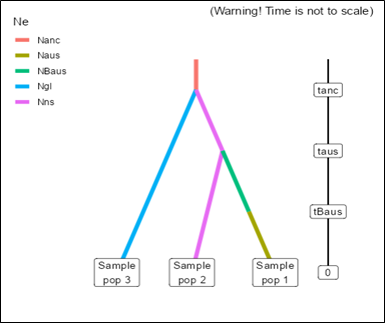 (Warning! Time is not to scale)
Ne
Nanc
Naus
NBaus
Ngl
Nns
tanc
taus
tBaus
0
Sample
pop 3
Sample
pop 2
Sample
pop 1